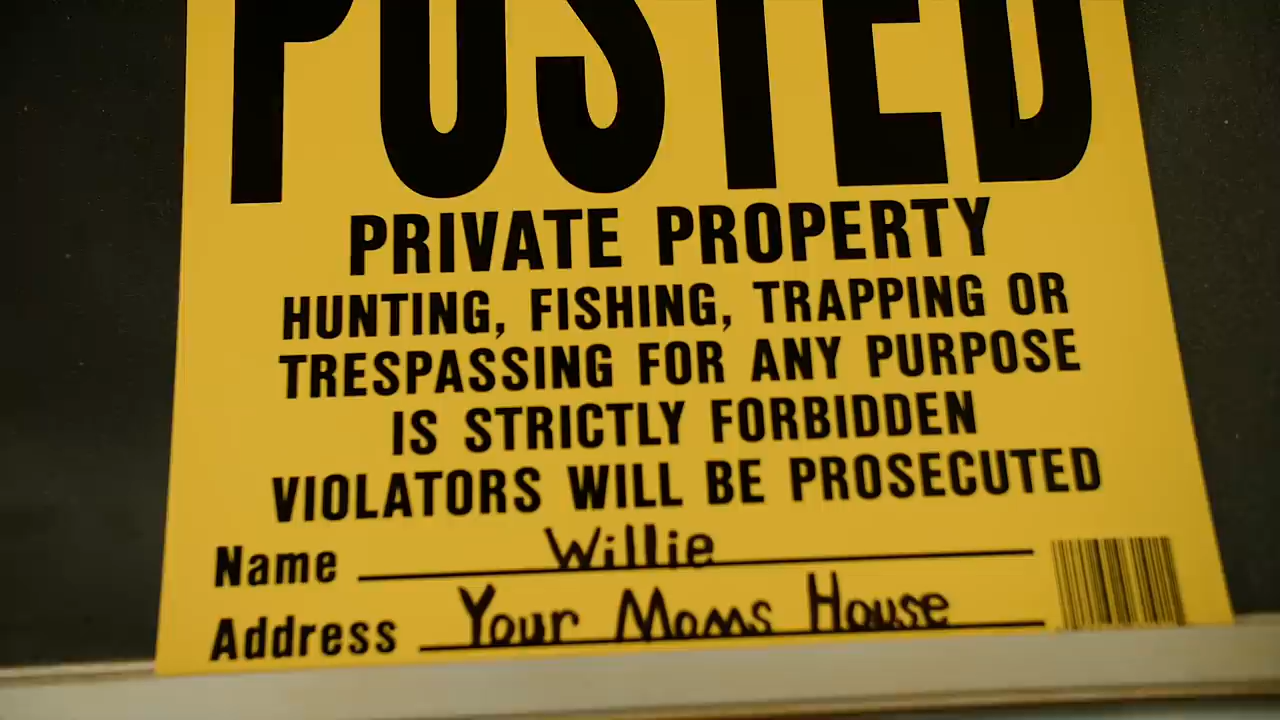 POSTED
PRIVATE PROPERTY
HUNTING, FISHING, TRAPPING OR
TRESPASSING FOR ANY PURPOSE
IS STRICTLY FORBIDDEN
VIOLATORS WILL BE PROSECUTED
Name Willie
Address Your Moms House